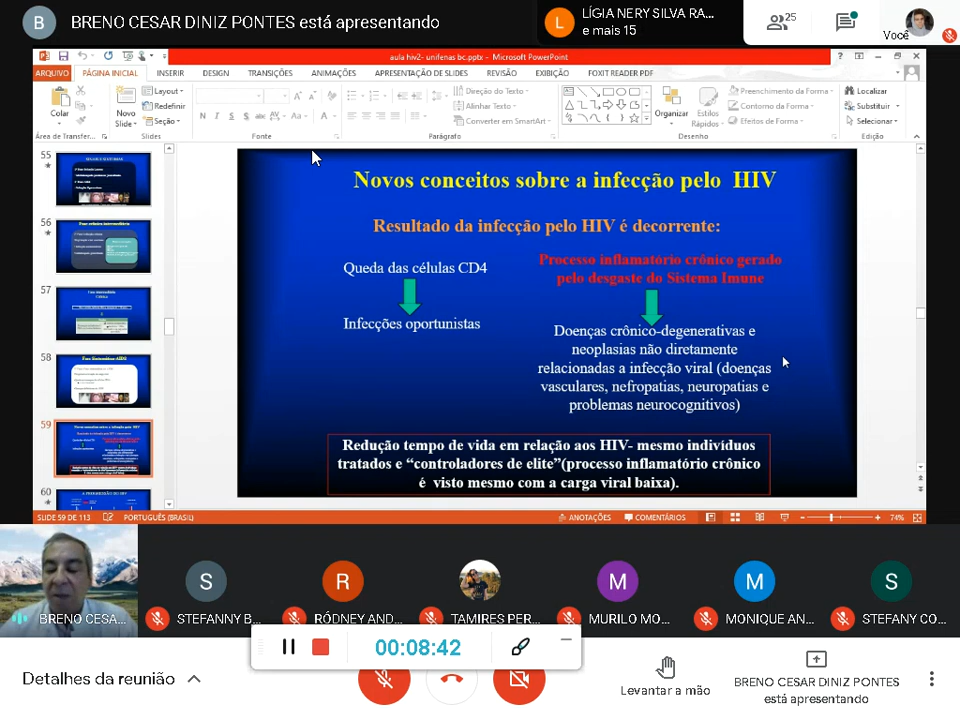 B
BRENO CESAR DINIZ PONTES está apresentando
L
LÍGIA NERY SILVA RA...
e mais 15
25
Você
aula hiv2- unifenas bc.pptx - Microsoft PowerPoint
ARQUIVO
PÁGINA INICIAL
INSERIR
DESIGN
TRANSIÇÕES
ANIMAÇÕES
APRESENTAÇÃO DE SLIDES
REVISÃO
EXIBIÇÃO
FOXIT READER PDF
Colar
Novo
Slide
Layout
Redefinir
Seção
Direção do Texto
Alinhar Texto
Converter em SmartArt
Organizar
Estilos
Rápidos
Preenchimento da Forma
Contorno da Forma
Efeitos de Forma
Localizar
Substituir
Selecionar
Área de Transfer...
Slides
Fonte
Parágrafo
Desenho
Edição
55
56
57
58
59
60
Novos conceitos sobre a infecção pelo HIV
Resultado da infecção pelo HIV é decorrente:
Queda das células CD4
Infecções oportunistas
Processo inflamatório crônico gerado
pelo desgaste do Sistema Imune
Doenças crônico-degenerativas e
neoplasias não diretamente
relacionadas a infecção viral (doenças
vasculares, nefropatias, neuropatias e
problemas neurocognitivos)
Redução tempo de vida em relação aos HIV- mesmo indivíduos
tratados e “controladores de elite”(processo inflamatório crônico
é visto mesmo com a carga viral baixa).
SLIDE 59 DE 113
PORTUGUÊS (BRASIL)
ANOTAÇÕES
COMENTÁRIOS
74%
S
R
M
M
S
BRENO CESA...
STEFANNY B...
RÓDNEY AND...
TAMIRES PER...
MURILO MO...
MONIQUE AN...
STEFANY CO...
00:08:42
Detalhes da reunião
Levantar a mão
BRENO CESAR DINIZ PONTES
está apresentando